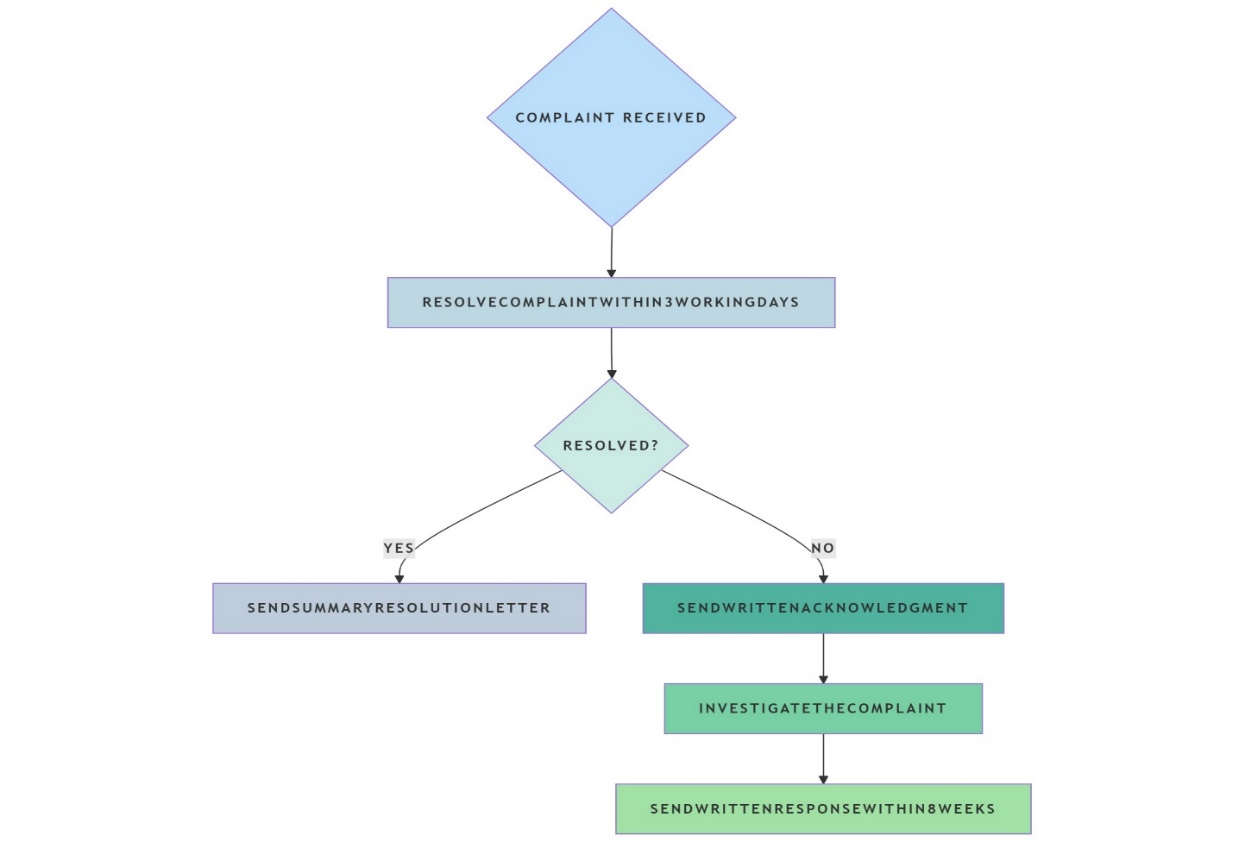 COMPLAINT RECEIVED
RESOLVECOMPLAINTWITHIN3WORKINGDAYS
RESOLVED?
YES
NO
SENDSUMMARYRESOLUTIONLETTER
SENDWRITTENACKNOWLEDGMENT
INVESTIGATETHECOMPLAINT
SENDWRITTENRESPONSEWITHIN8WEEKS